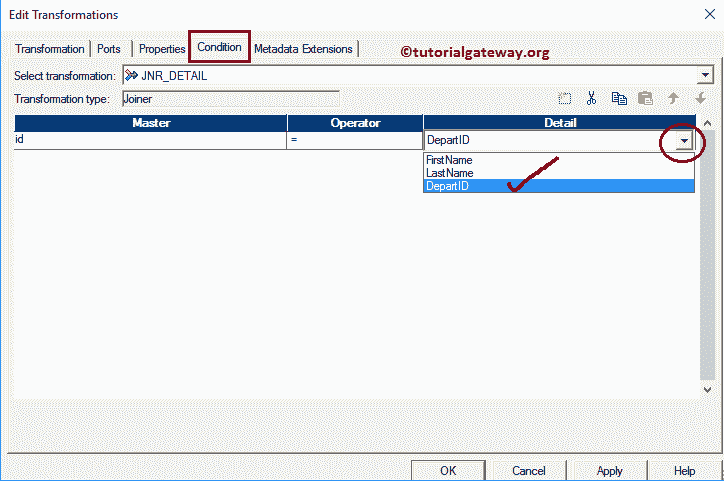 Edit Transformations
Transformation Ports Properties Condition Metadata Extensions ©tutorialgateway.org
Select transformation: JNR_DETAIL
Transformation type: Joiner
Master Operator Detail
id = DepartID
FirstName
LastName
DepartID
OK Cancel Apply Help